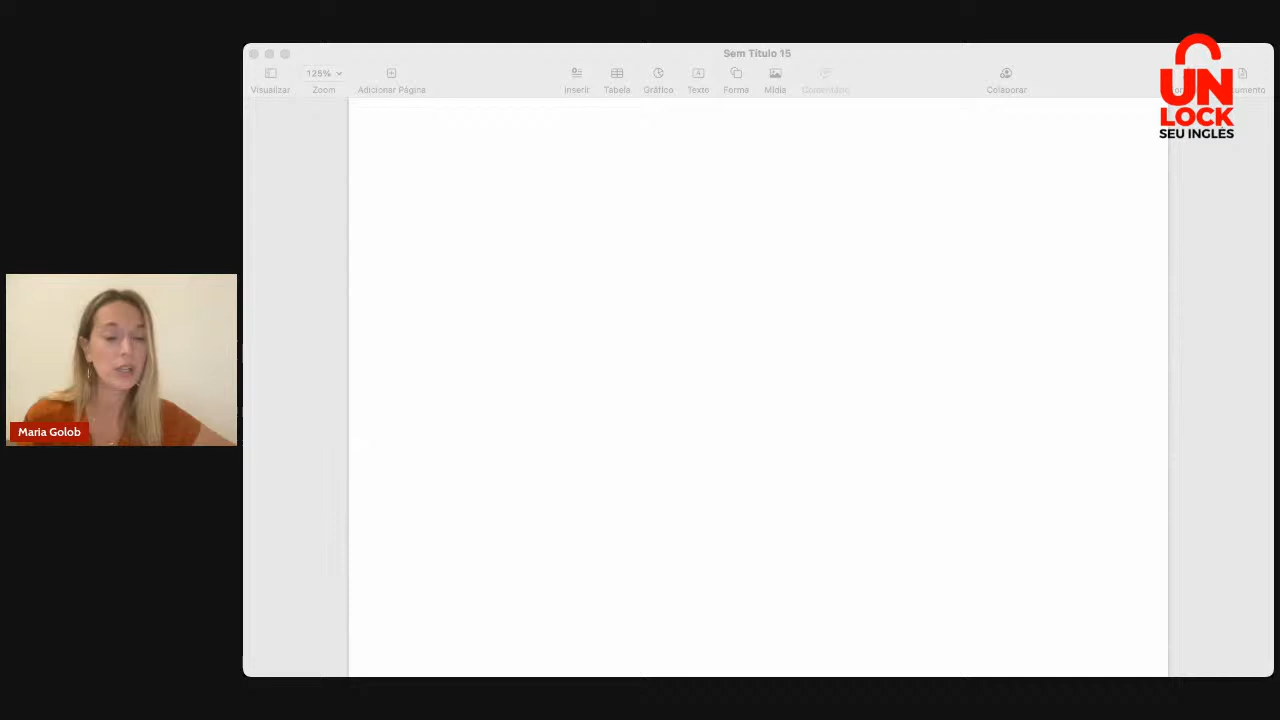 Sem Título 15
125%
Visualizar
Zoom
Adicionar Página
Inserir
Tabela
Gráfico
Texto
Forma
Mídia
Comentário
Colaborar
UN
LOCK
SEU INGLÊS
Maria Golob